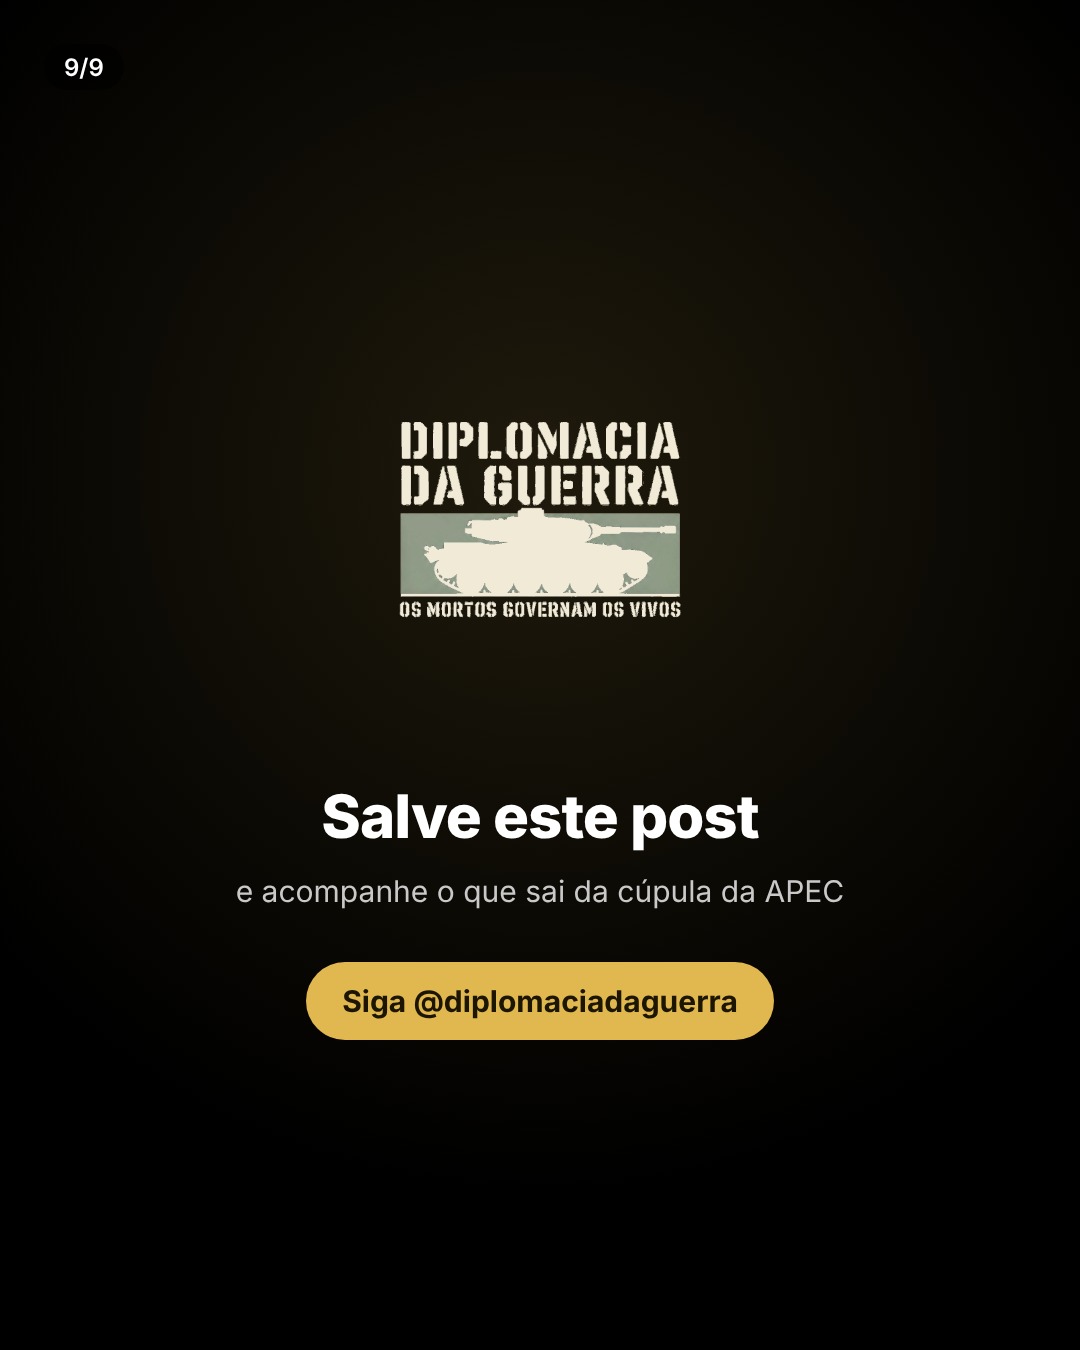 9/9
DIPLOMACIA
DA GUERRA
OS MORTOS GOVERNAM OS VIVOS
Salve este post
e acompanhe o que sai da cúpula da APEC
Siga @diplomaciadaguerra